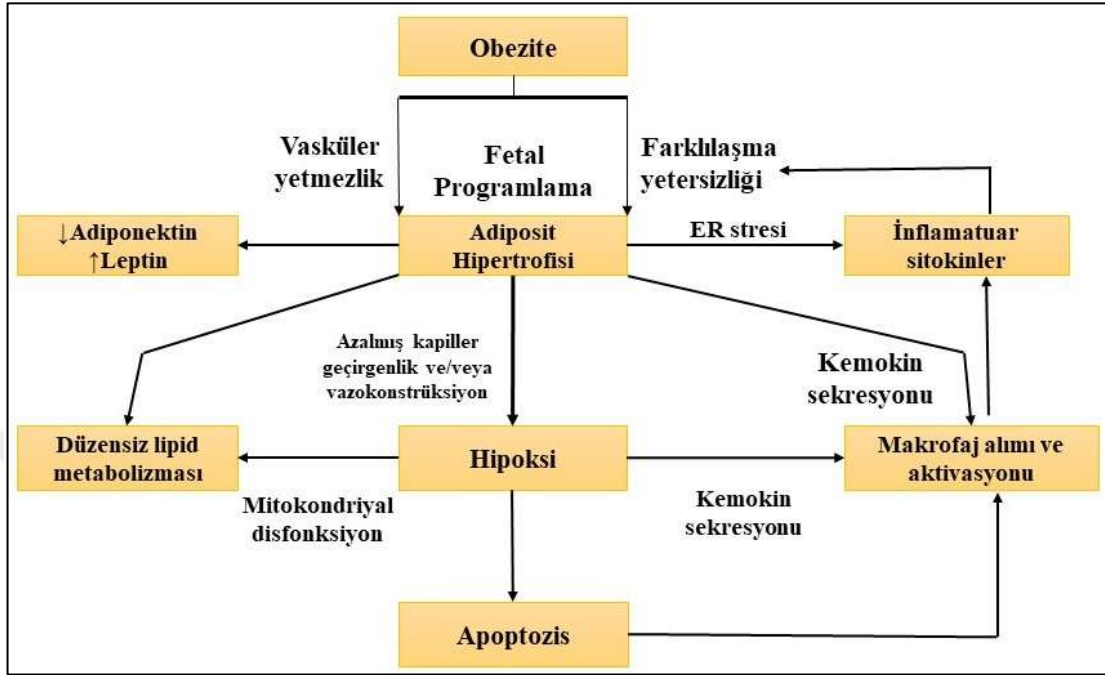 Obezite
Vasküler
yetmezlik
Fetal
Programlama
Farklılaşma
yetersizliği
↓Adiponektin
↑Leptin
Adiposit
Hipertrofisi
ER stresi
İnflamatuar
sitokinler
Azalmış kapiller
geçirgenlik ve/veya
vazokonstrüksiyon
Kemokin
sekresyonu
Düzensiz lipid
metabolizması
Hipoksi
Makrofaj alımı ve
aktivasyonu
Mitokondriyal
disfonksiyon
Kemokin
sekresyonu
Apoptozis